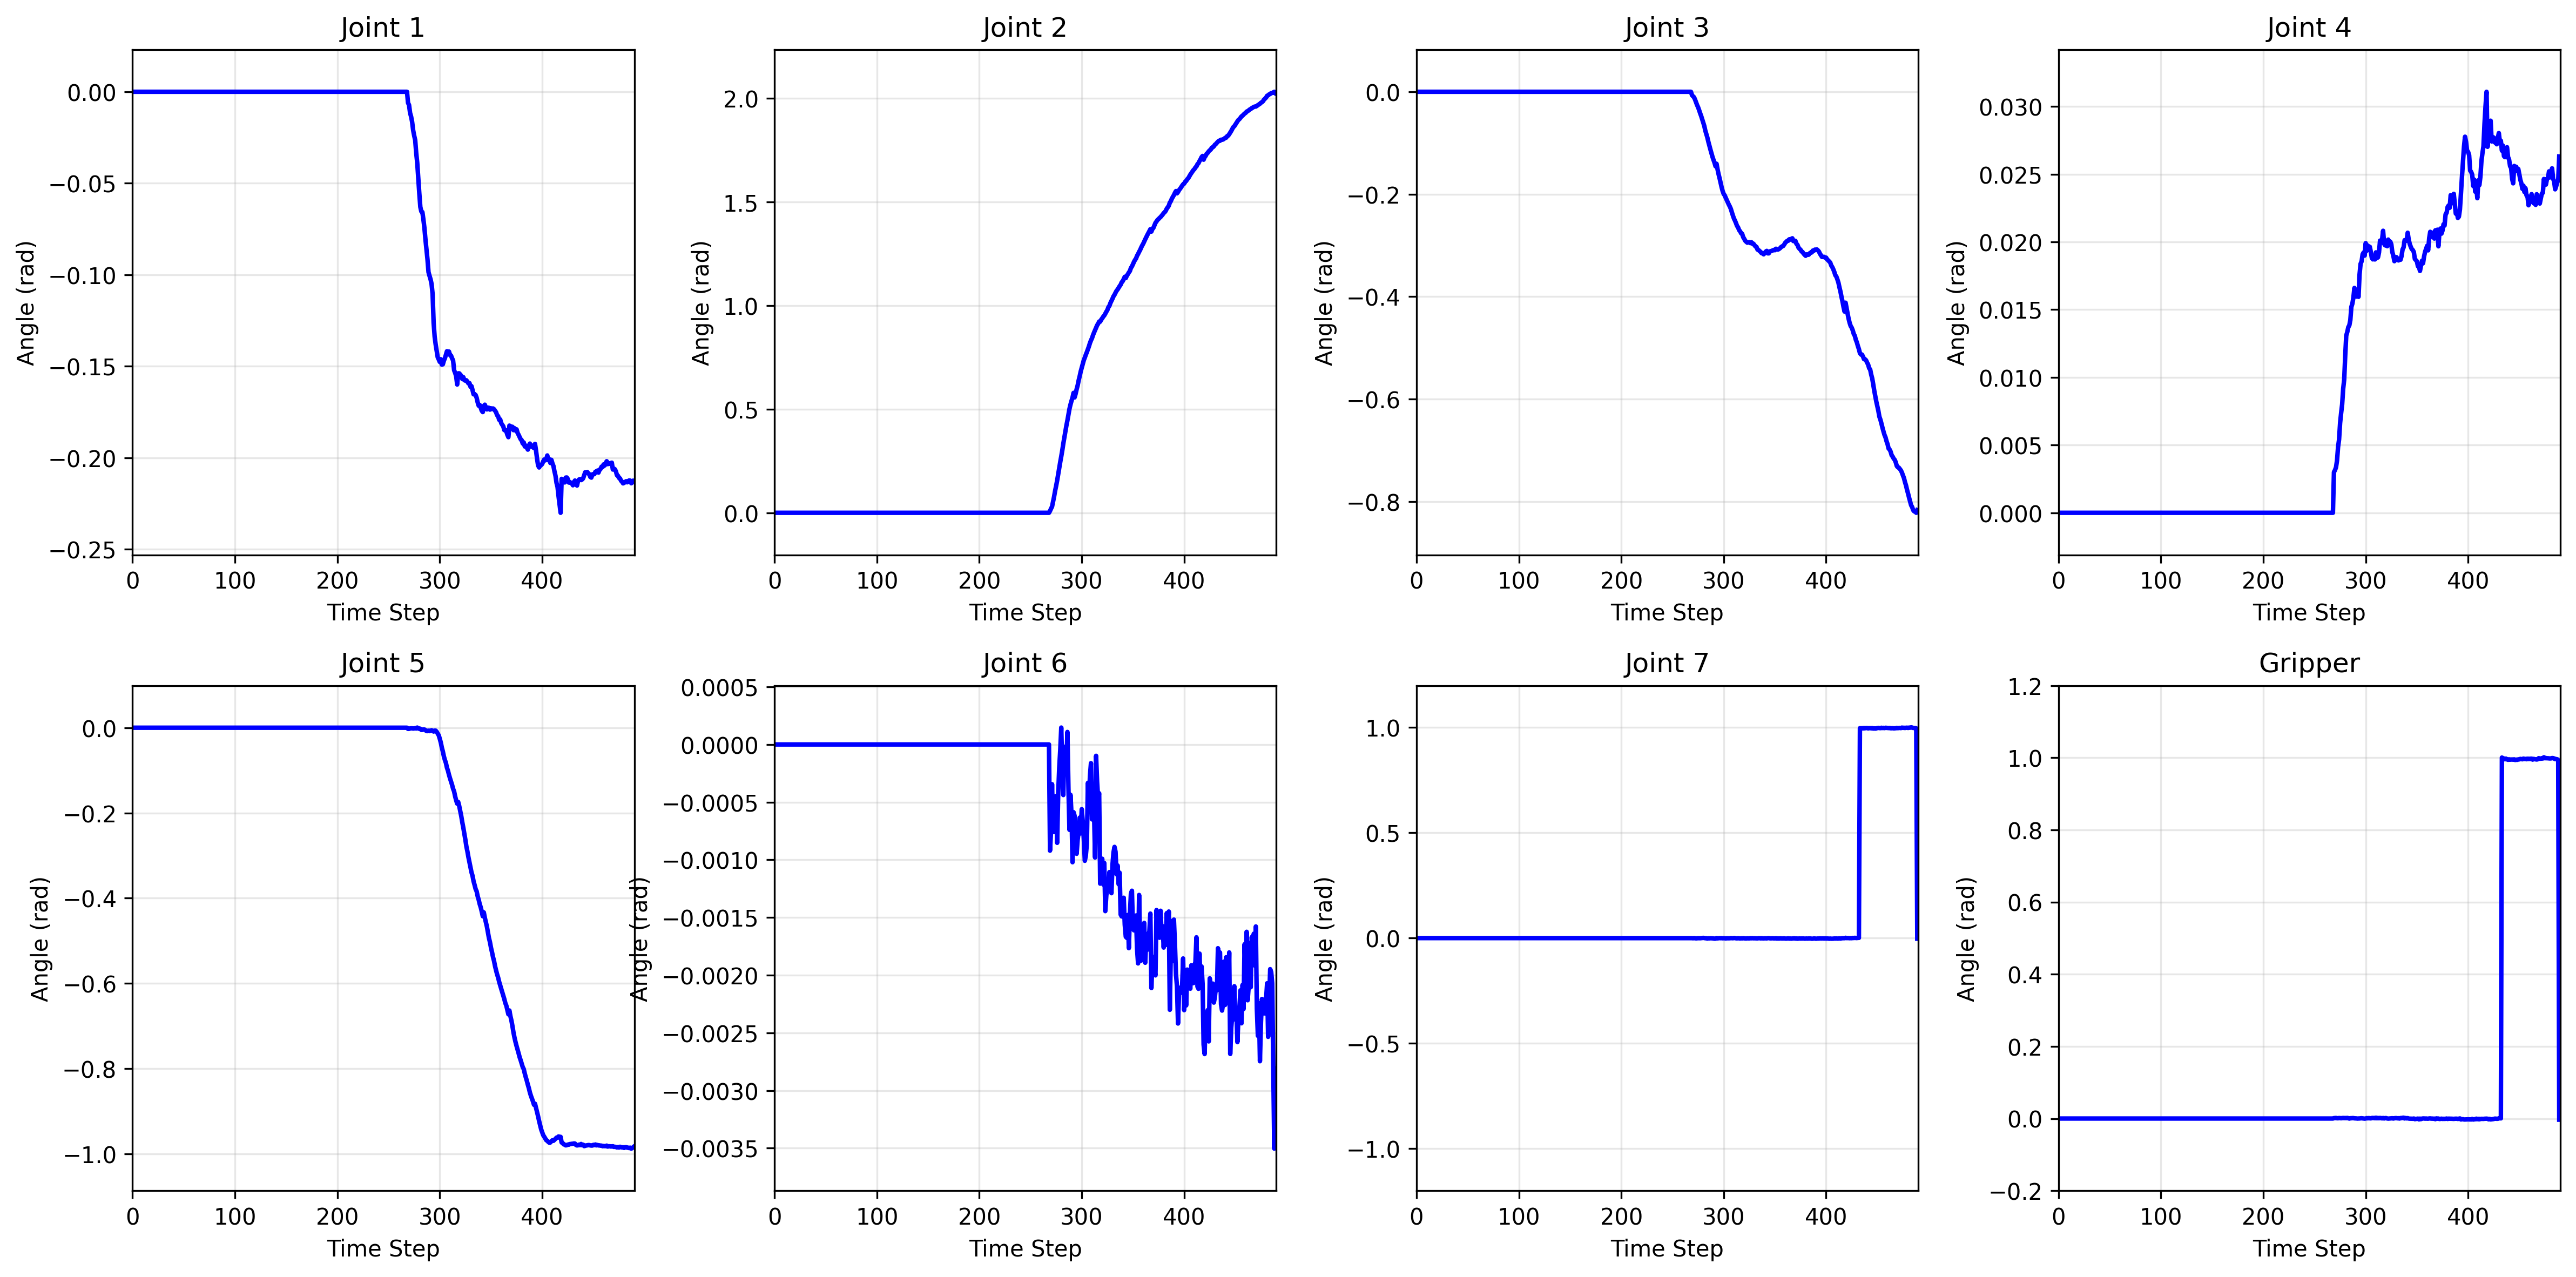 Joint 1
0.00
−0.05
−0.10
−0.15
−0.20
−0.25
Angle (rad)
0 100 200 300 400
Time Step
Joint 2
2.0
1.5
1.0
0.5
0.0
Angle (rad)
0 100 200 300 400
Time Step
Joint 3
0.0
−0.2
−0.4
−0.6
−0.8
Angle (rad)
0 100 200 300 400
Time Step
Joint 4
0.030
0.025
0.020
0.015
0.010
0.005
0.000
Angle (rad)
0 100 200 300 400
Time Step
Joint 5
0.0
−0.2
−0.4
−0.6
−0.8
−1.0
Angle (rad)
0 100 200 300 400
Time Step
Joint 6
0.0005
0.0000
−0.0005
−0.0010
−0.0015
−0.0020
−0.0025
−0.0030
−0.0035
Angle (rad)
0 100 200 300 400
Time Step
Joint 7
1.0
0.5
0.0
−0.5
−1.0
Angle (rad)
0 100 200 300 400
Time Step
Gripper
1.2
1.0
0.8
0.6
0.4
0.2
0.0
−0.2
Angle (rad)
0 100 200 300 400
Time Step